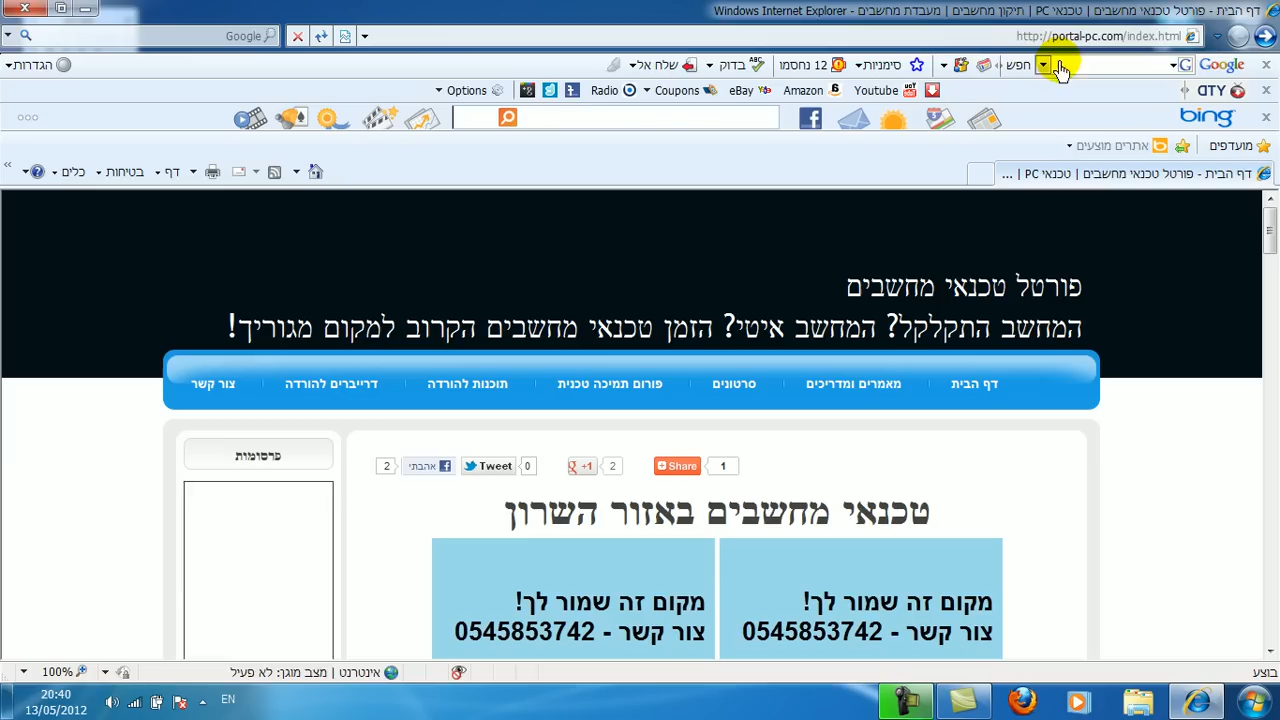 דף הבית - פורטל טכנאי מחשבים | טכנאי PC | תיקון מחשבים | מעבדת מחשבים - Windows Internet Explorer
http://portal-pc.com/index.html
Google
Google
חפש
סימניות
12 נחסמו
בדוק
שלח אל
הגדרות
YTD
Youtube
Amazon
eBay
Coupons
Radio
Options
bing
מועדפים
אתרים מוצעים
דף הבית - פורטל טכנאי מחשבים | טכנאי PC | ...
דף
בטיחות
כלים
פורטל טכנאי מחשבים
המחשב התקלקל? המחשב איטי? הזמן טכנאי מחשבים הקרוב למקום מגוריך!
דף הבית
מאמרים ומדריכים
סרטונים
פורום תמיכה טכנית
תוכנות להורדה
דרייברים להורדה
צור קשר
פרסומות
2 אהבתי
Tweet 0
+1 2
Share 1
טכנאי מחשבים באזור השרון
מקום זה שמור לך!
צור קשר - 0545853742
מקום זה שמור לך!
צור קשר - 0545853742
בוצע
אינטרנט | מצב מוגן: לא פעיל
100%
EN
20:40
13/05/2012